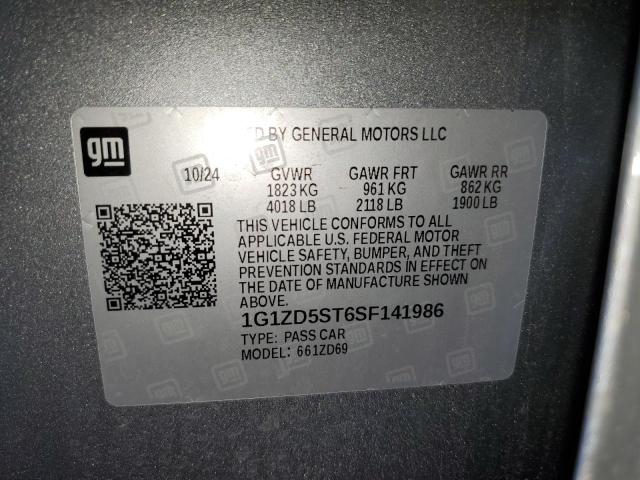 gm
BY GENERAL MOTORS LLC
10/24 GVWR GAWR FRT GAWR RR
1823 KG 961 KG 862 KG
4018 LB 2118 LB 1900 LB
THIS VEHICLE CONFORMS TO ALL
APPLICABLE U.S. FEDERAL MOTOR
VEHICLE SAFETY, BUMPER, AND THEFT
PREVENTION STANDARDS IN EFFECT ON
THE DATE OF MANUFACTURE SHOWN
ABOVE.
1G1ZD5ST6SF141986
TYPE: PASS CAR
MODEL: 661ZD69